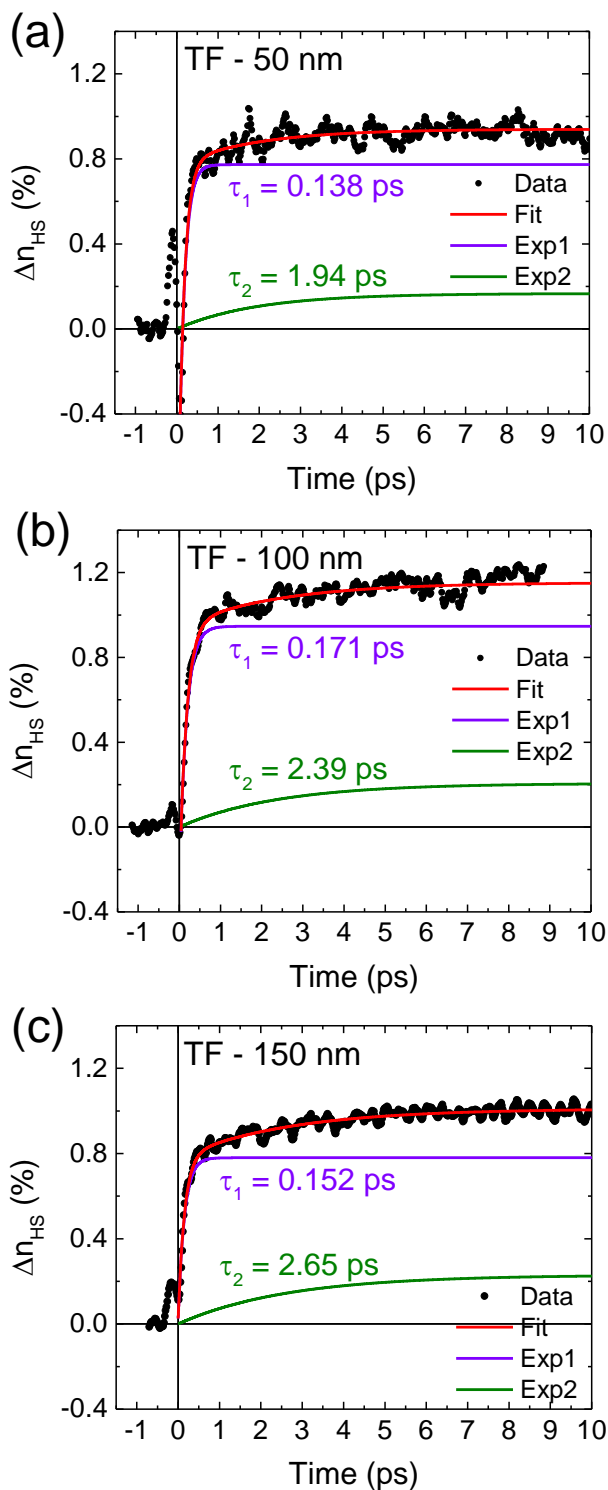 (a)
TF - 50 nm
1.2
0.8
0.4
0.0
-0.4
Δn_HS (%)
τ₁ = 0.138 ps
τ₂ = 1.94 ps
Data
Fit
Exp1
Exp2
-1 0 1 2 3 4 5 6 7 8 9 10
Time (ps)
(b)
TF - 100 nm
1.2
0.8
0.4
0.0
-0.4
Δn_HS (%)
τ₁ = 0.171 ps
τ₂ = 2.39 ps
Data
Fit
Exp1
Exp2
-1 0 1 2 3 4 5 6 7 8 9 10
Time (ps)
(c)
TF - 150 nm
1.2
0.8
0.4
0.0
-0.4
Δn_HS (%)
τ₁ = 0.152 ps
τ₂ = 2.65 ps
Data
Fit
Exp1
Exp2
-1 0 1 2 3 4 5 6 7 8 9 10
Time (ps)